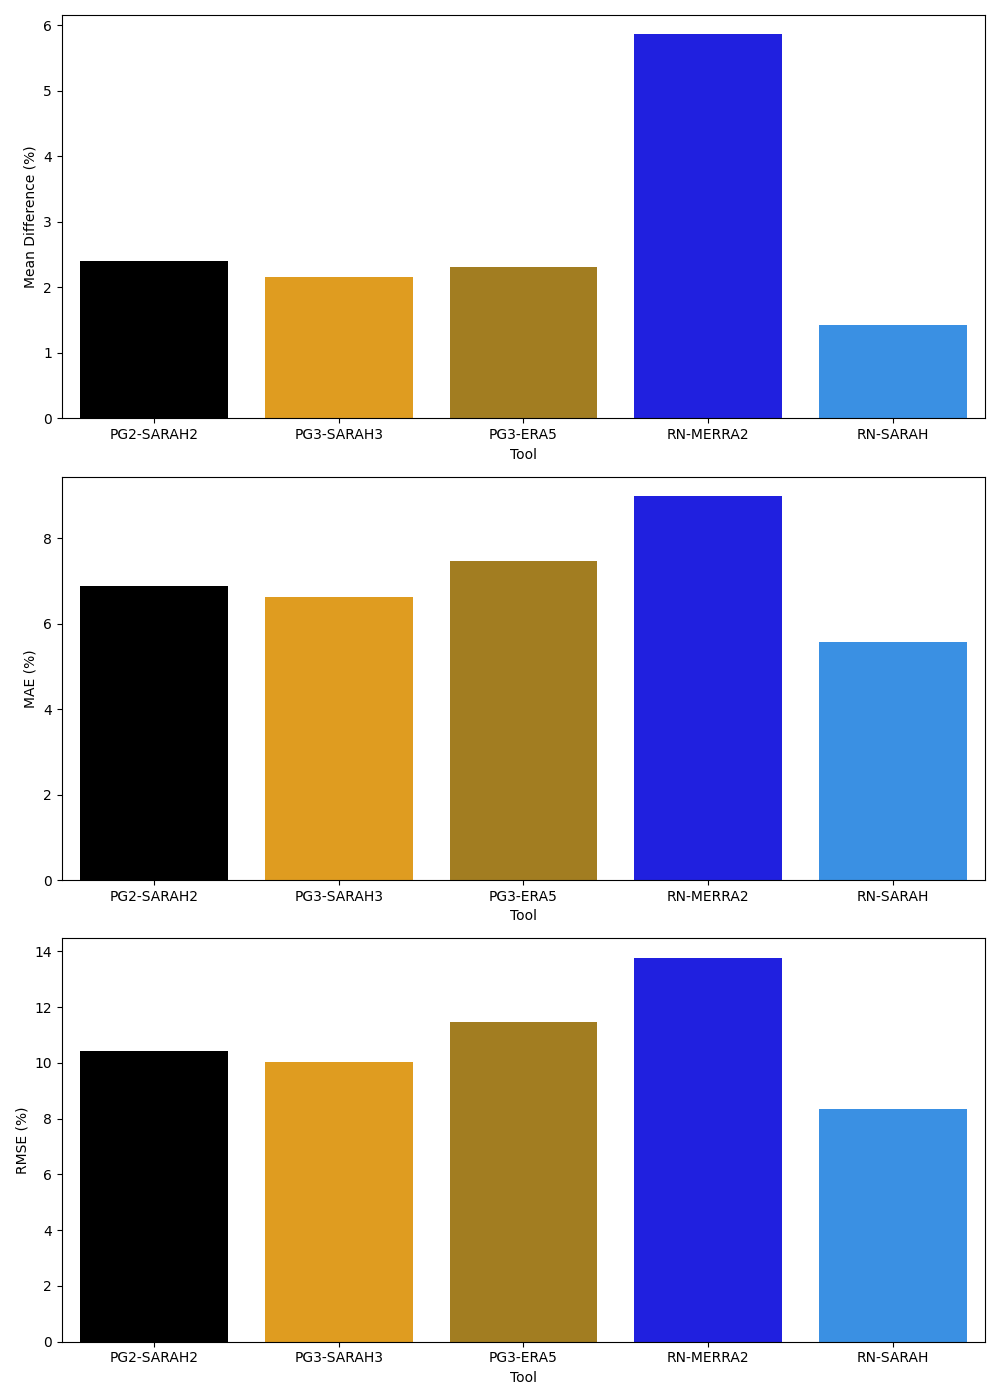 6
5
4
3
2
1
0
Mean Difference (%)
PG2-SARAH2 PG3-SARAH3 PG3-ERA5 RN-MERRA2 RN-SARAH
Tool
8
6
4
2
0
MAE (%)
PG2-SARAH2 PG3-SARAH3 PG3-ERA5 RN-MERRA2 RN-SARAH
Tool
14
12
10
8
6
4
2
0
RMSE (%)
PG2-SARAH2 PG3-SARAH3 PG3-ERA5 RN-MERRA2 RN-SARAH
Tool